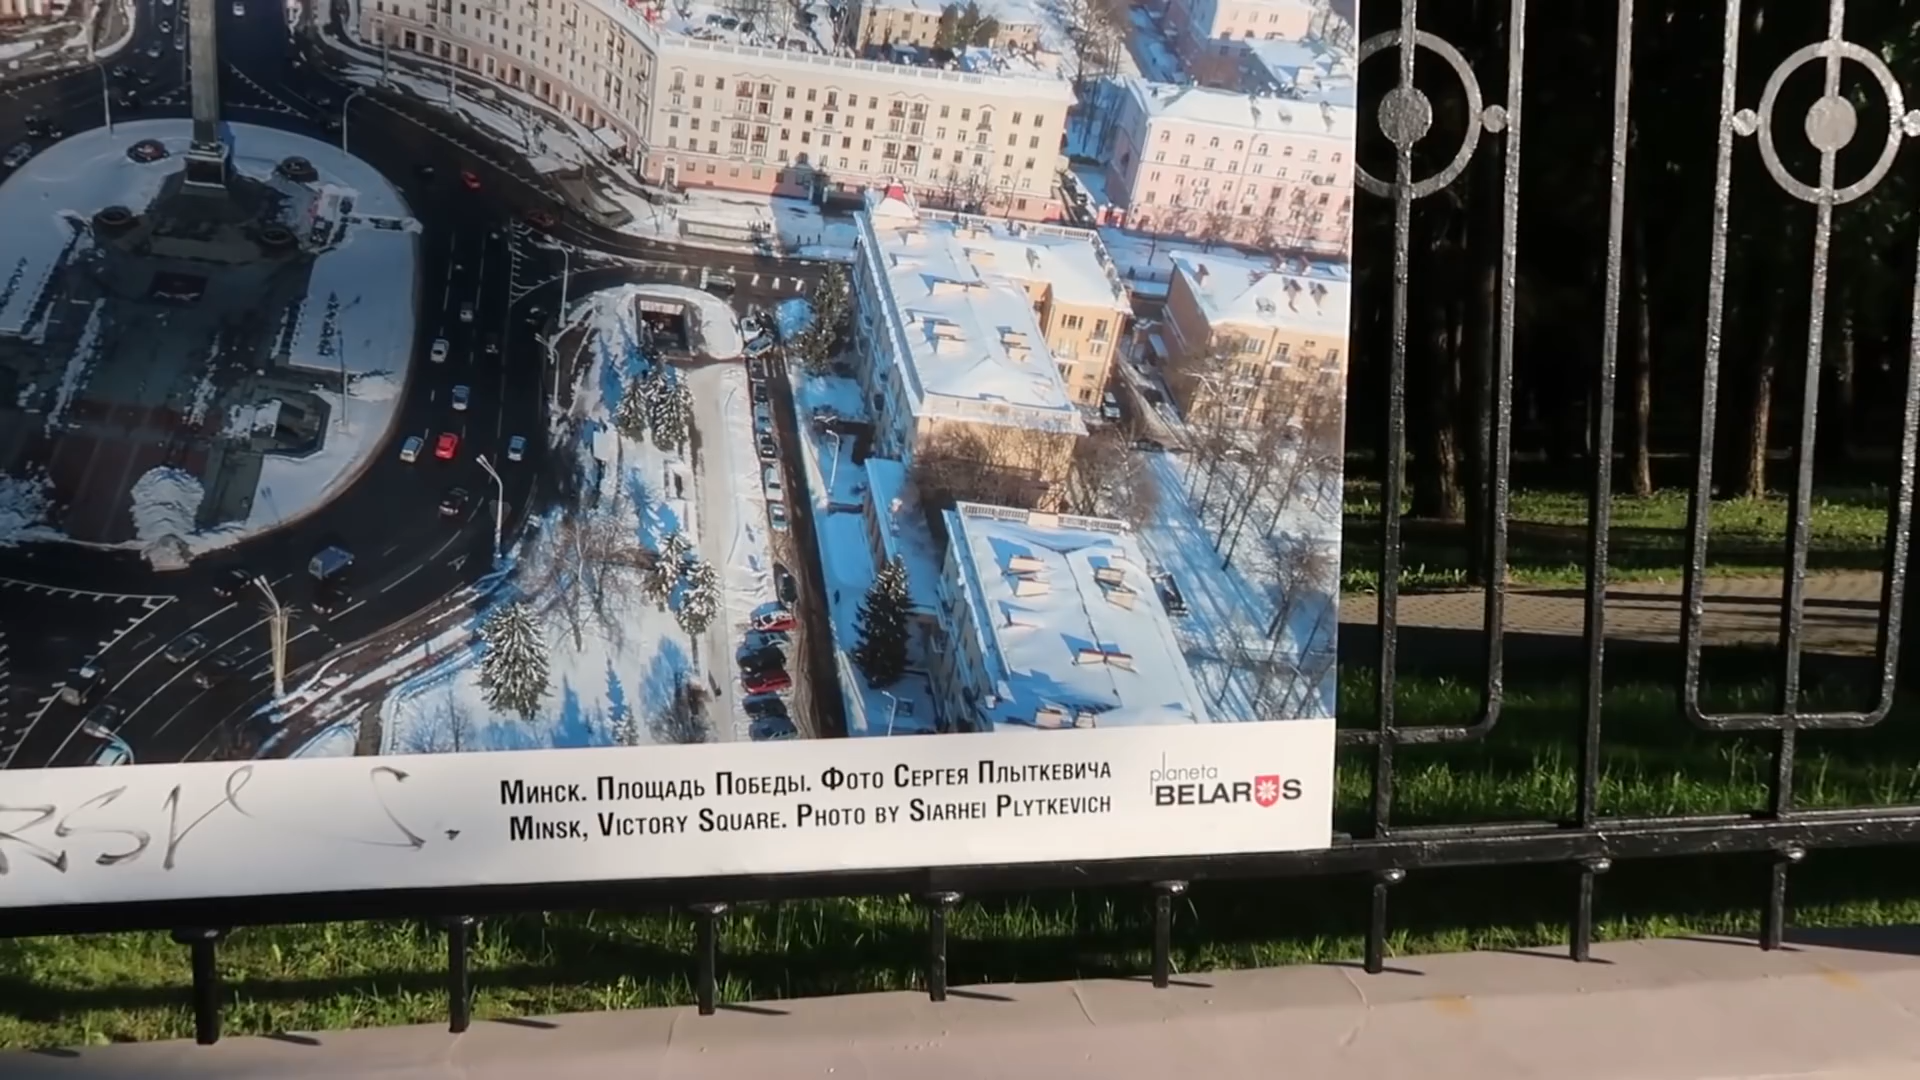 Минск. Площадь Победы. Фото Сергея Плыткевича
Minsk, Victory Square. Photo by Siarhei Plytkevich
planeta
BELARUS